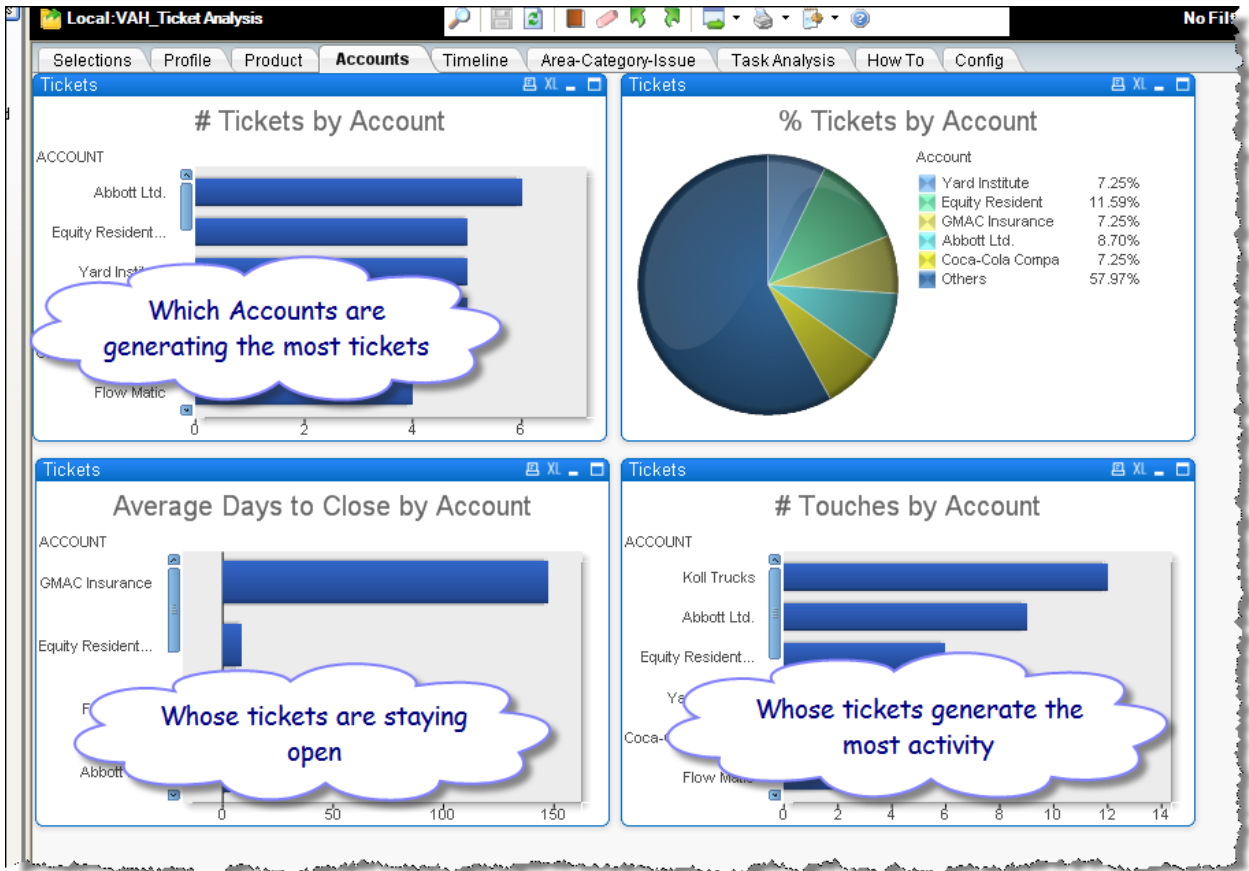 Local:VAH_Ticket Analysis
No Filt
Selections Profile Product Accounts Timeline Area-Category-Issue Task Analysis How To Config
Tickets XL
# Tickets by Account
ACCOUNT
Abbott Ltd.
Equity Resident...
Yard Inst
Flow Matic
0 2 4 6
Which Accounts are
generating the most tickets
Tickets XL
% Tickets by Account
Account
Yard Institute 7.25%
Equity Resident 11.59%
GMAC Insurance 7.25%
Abbott Ltd. 8.70%
Coca-Cola Compa 7.25%
Others 57.97%
Tickets XL
Average Days to Close by Account
ACCOUNT
GMAC Insurance
Equity Resident...
F
Abbott
0 50 100 150
Whose tickets are staying
open
Tickets XL
# Touches by Account
ACCOUNT
Koll Trucks
Abbott Ltd.
Equity Resident...
Ya
Coca-
Flow Matic
0 2 4 6 8 10 12 14
Whose tickets generate the
most activity